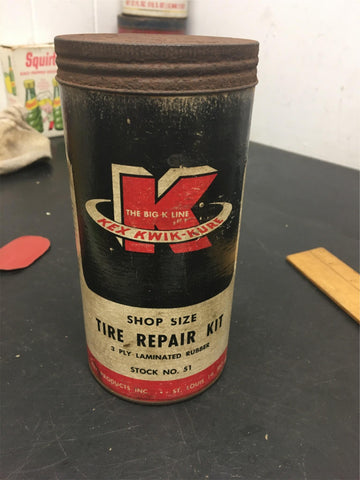 Squirt
THE BIG K LINE
K
KEX KWIK-KURE
SHOP SIZE
TIRE REPAIR KIT
2 PLY LAMINATED RUBBER
STOCK NO. 51
PRODUCTS INC. ST. LOUIS